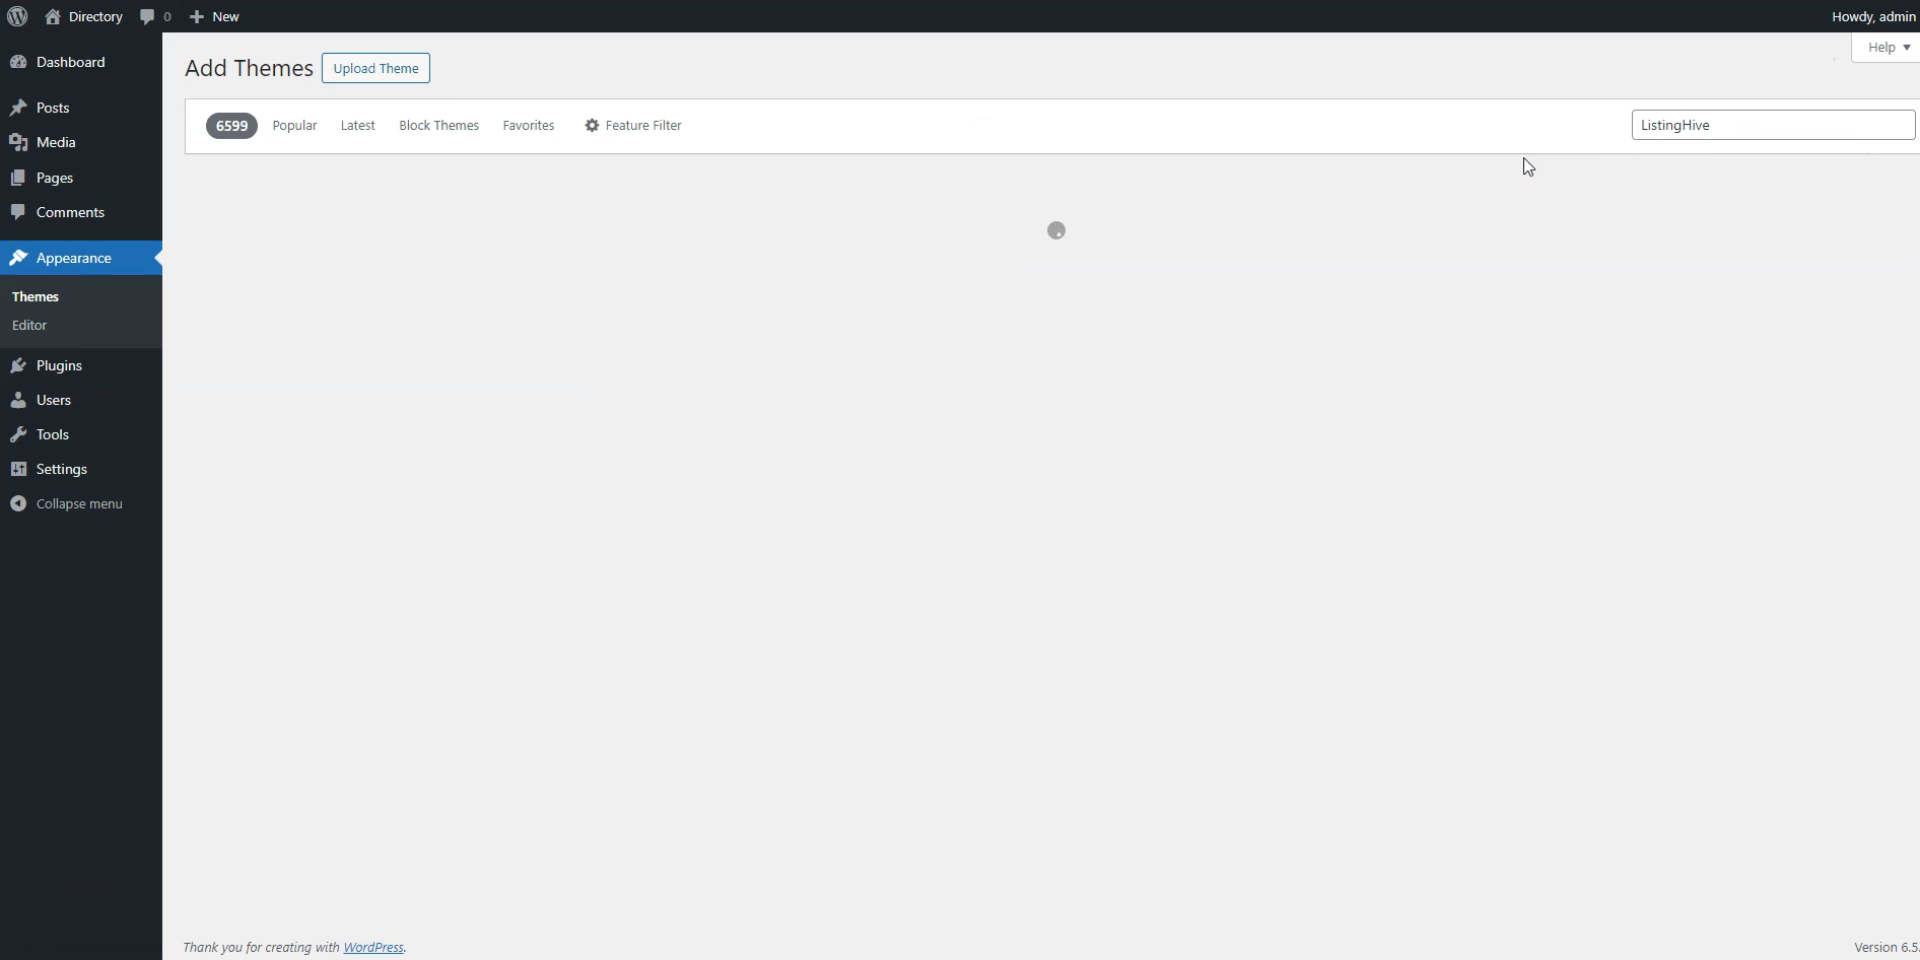 Directory 0 New Howdy, admin
Help
Dashboard
Add Themes Upload Theme
Posts
6599 Popular Latest Block Themes Favorites Feature Filter ListingHive
Media
Pages
Comments
Appearance
Themes
Editor
Plugins
Users
Tools
Settings
Collapse menu
Thank you for creating with WordPress. Version 6.5.